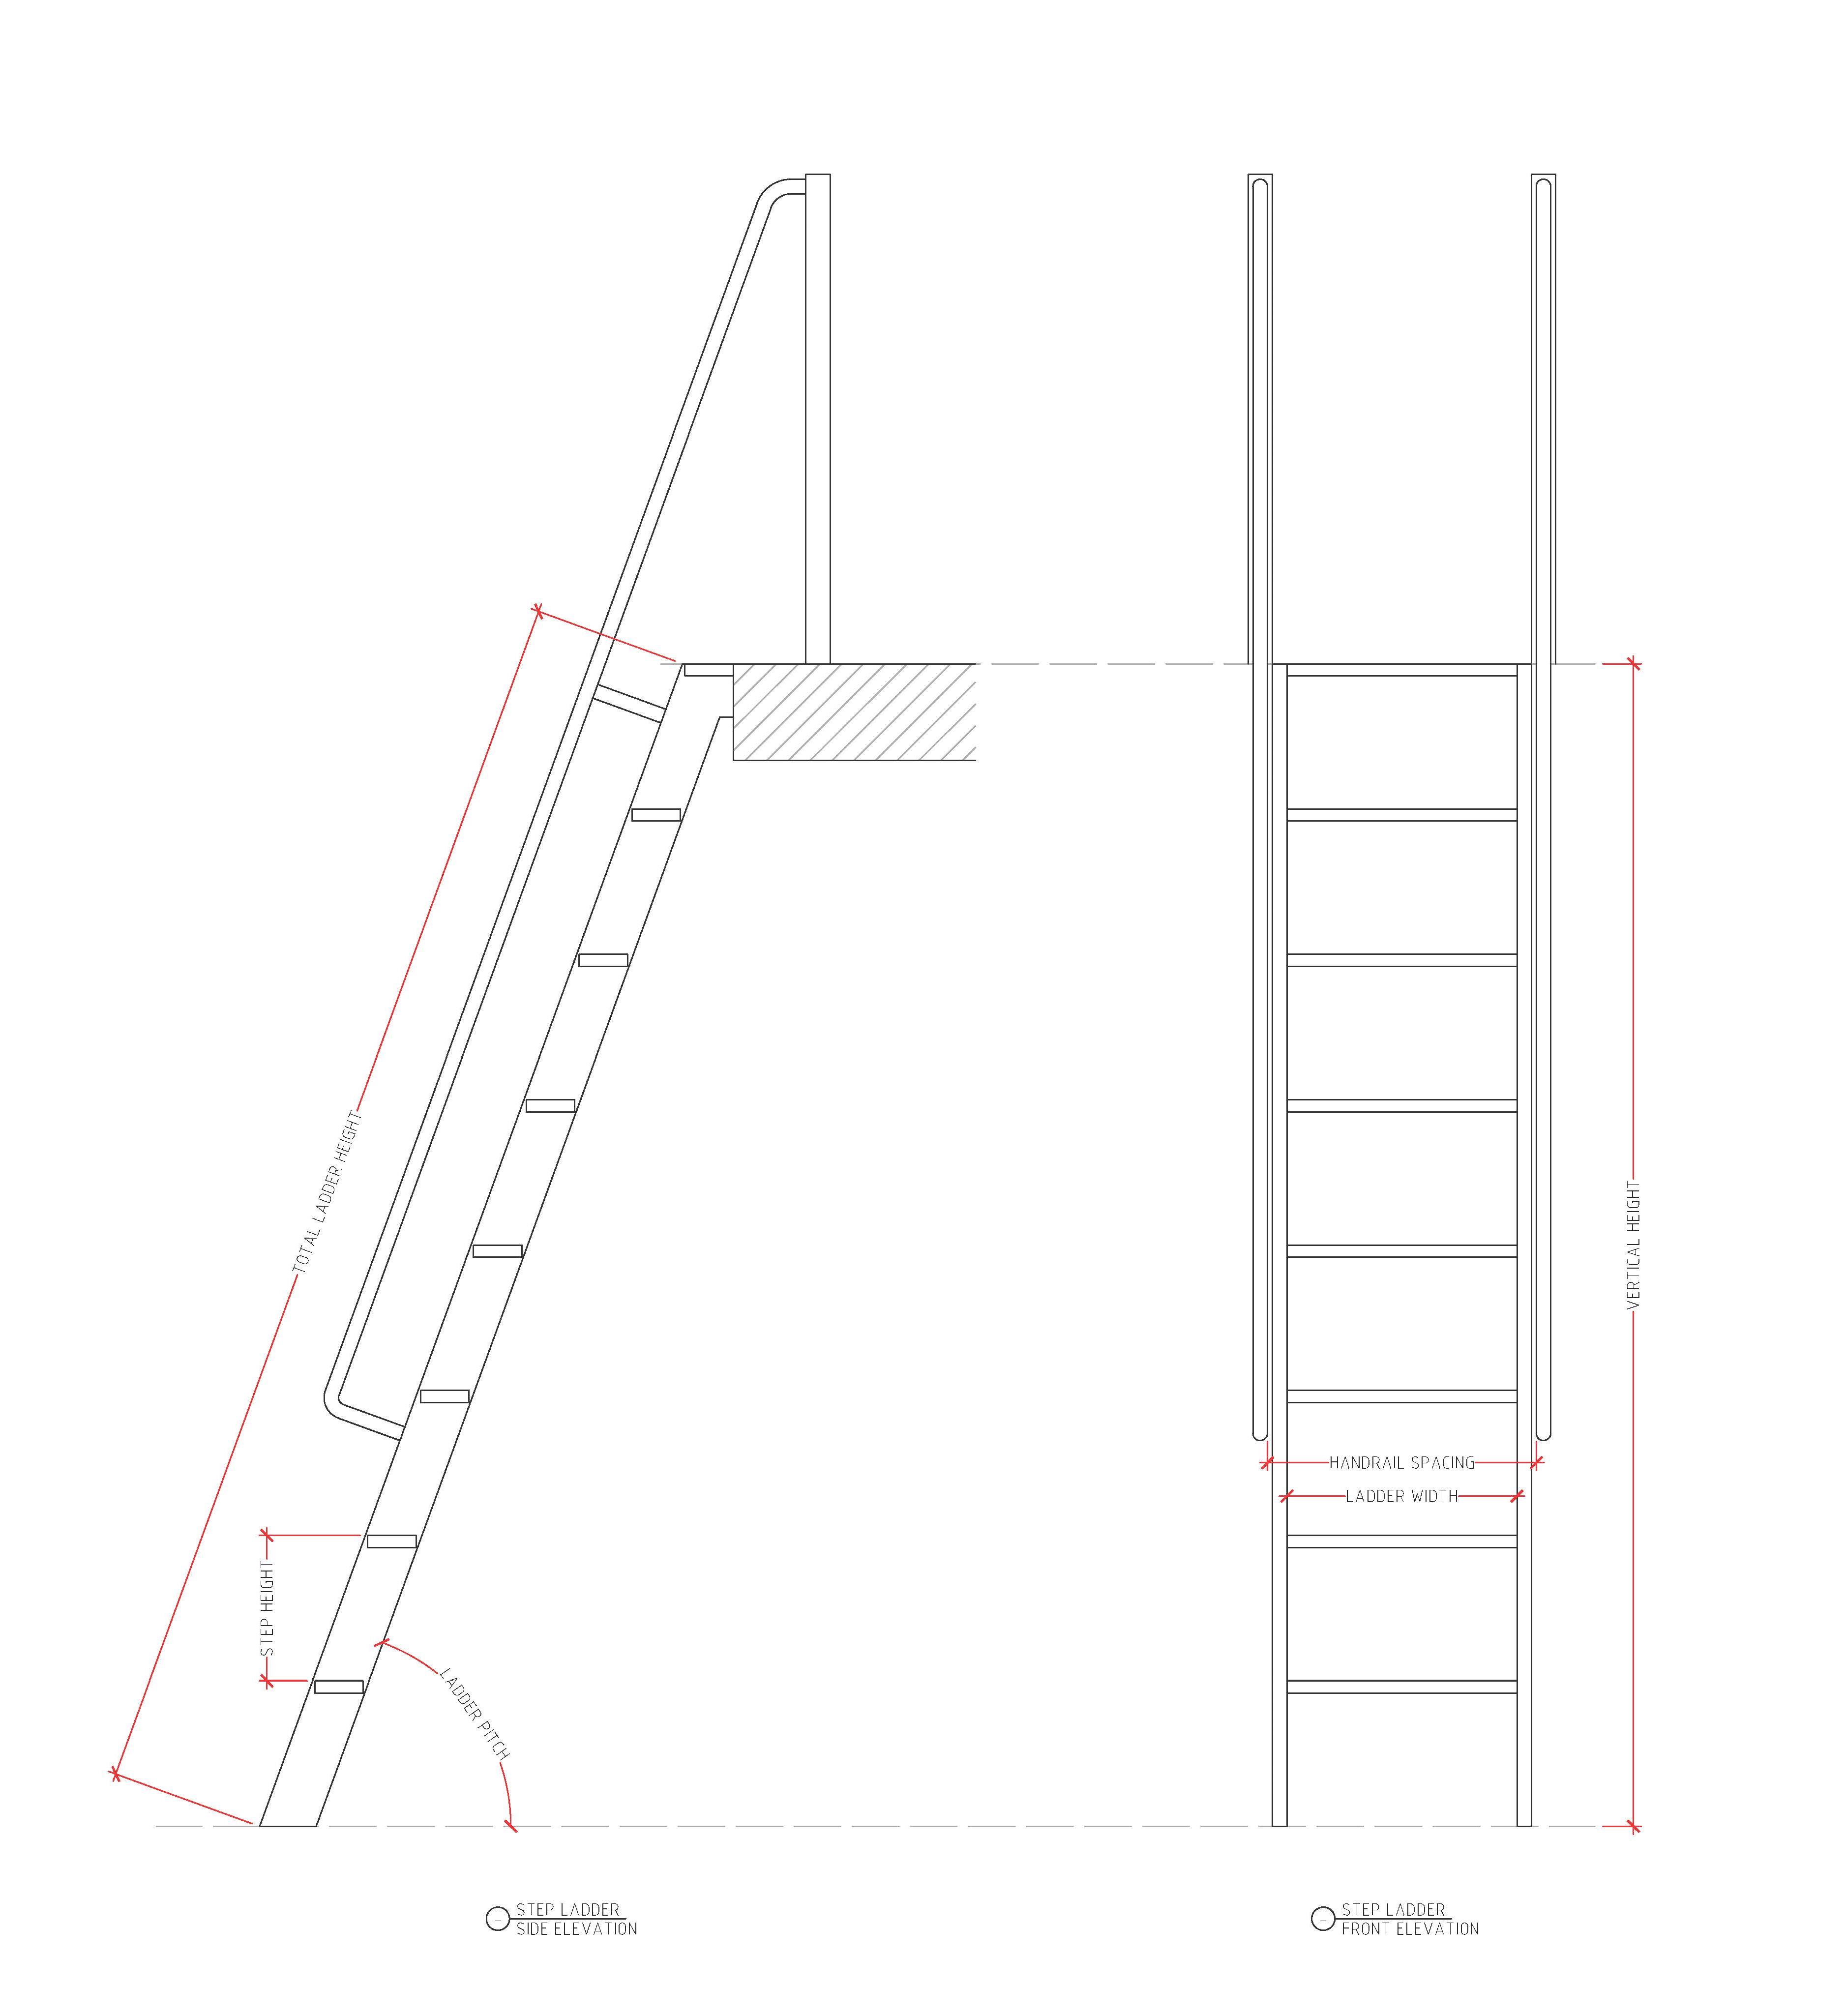 TOTAL LADDER HEIGHT
STEP HEIGHT
LADDER PITCH
HANDRAIL SPACING
LADDER WIDTH
VERTICAL HEIGHT
STEP LADDER
SIDE ELEVATION
STEP LADDER
FRONT ELEVATION